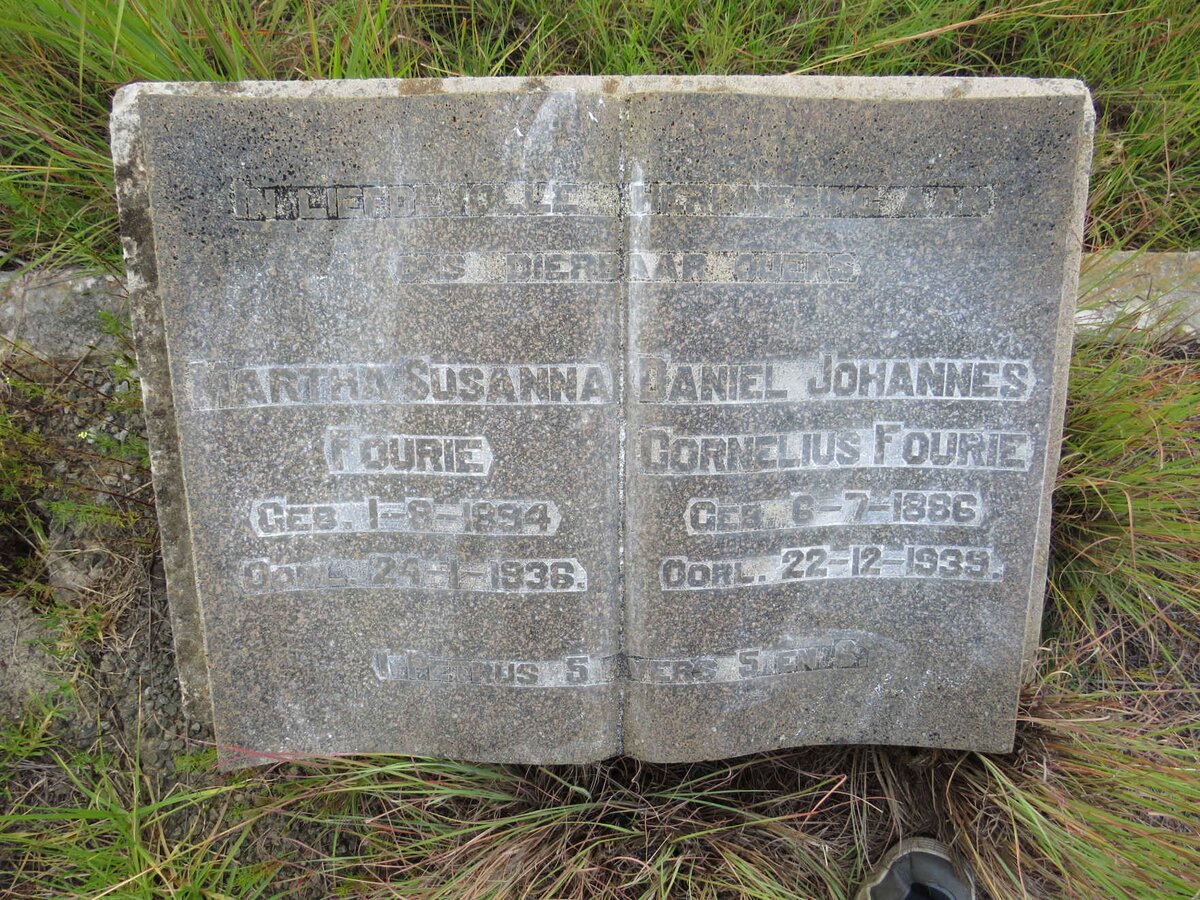 IN LIEFDEVOLLE HERINNERING AAN
ONS DIERBAAR OUERS
MARTHA SUSANNA
FOURIE
GEB. 1-8-1894
OORL. 24-1-1936.
DANIEL JOHANNES
CORNELIUS FOURIE
GEB. 6-7-1886
OORL. 22-12-1939.
1 PETRUS 5 VERS